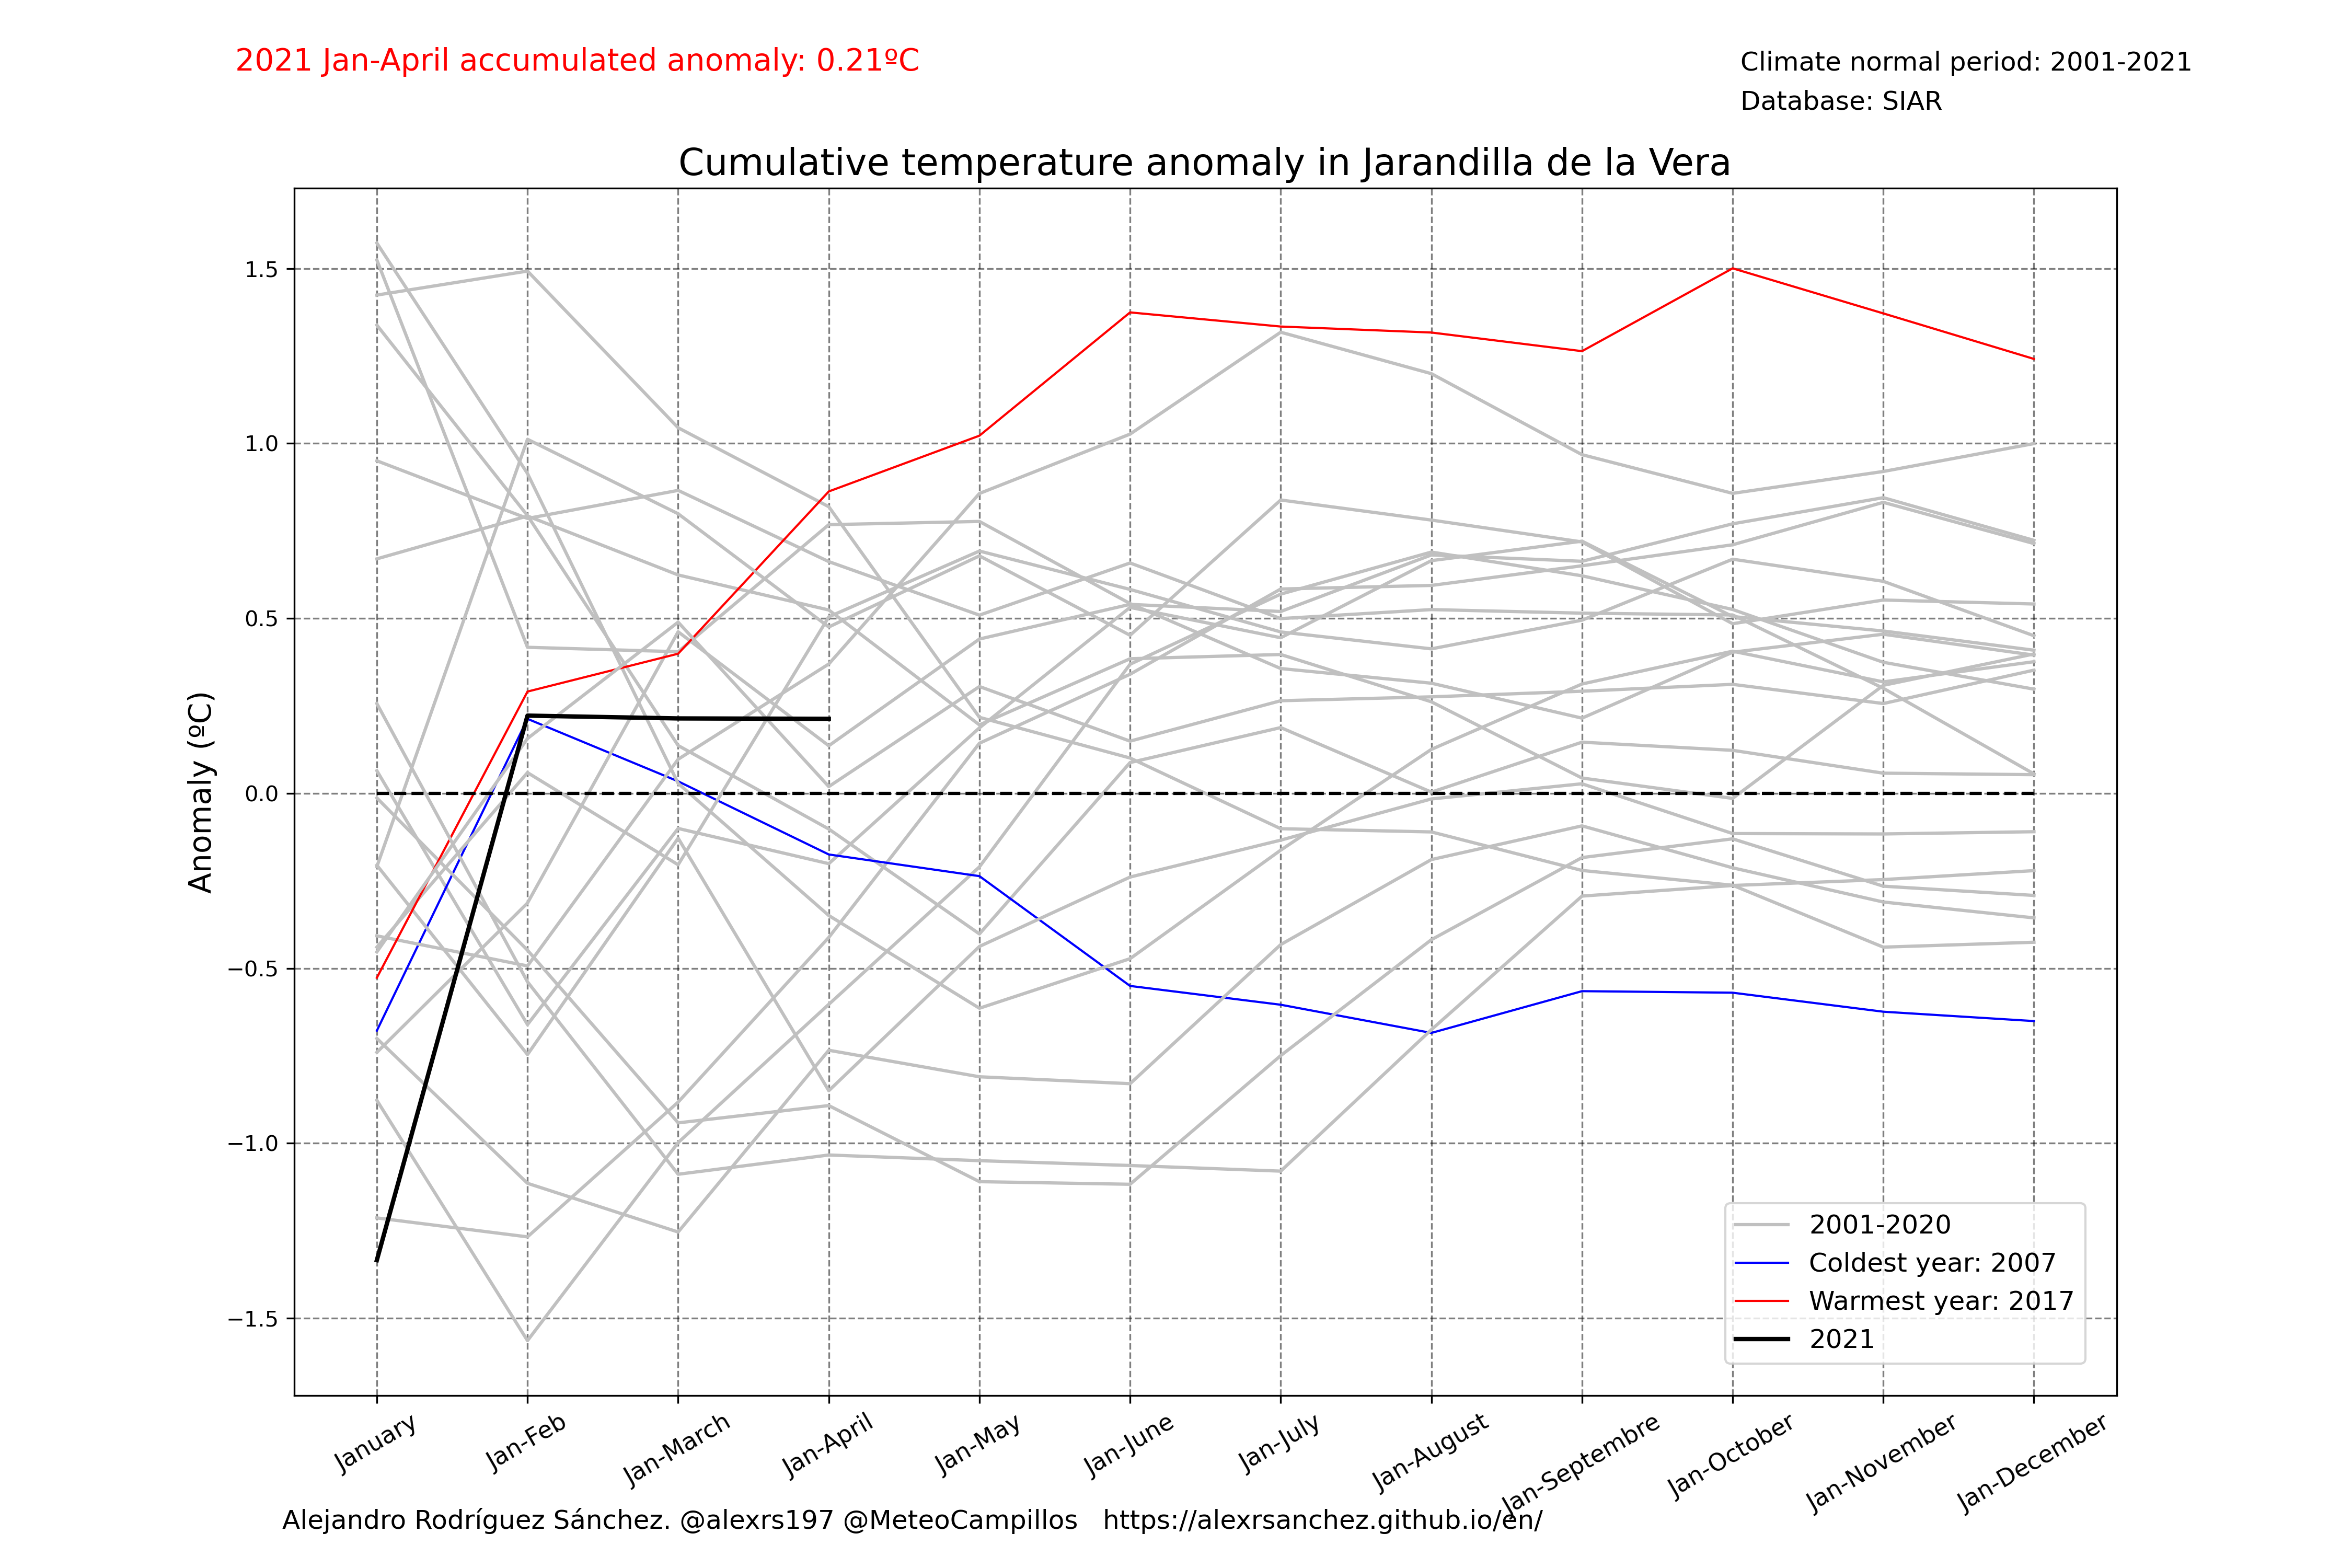 2021 Jan-April accumulated anomaly: 0.21ºC
Climate normal period: 2001-2021
Database: SIAR
Cumulative temperature anomaly in Jarandilla de la Vera
Anomaly (ºC)
1.5
1.0
0.5
0.0
−0.5
−1.0
−1.5
2001-2020
Coldest year: 2007
Warmest year: 2017
2021
January
Jan-Feb
Jan-March
Jan-April
Jan-May
Jan-June
Jan-July
Jan-August
Jan-Septembre
Jan-October
Jan-November
Jan-December
Alejandro Rodríguez Sánchez. @alexrs197 @MeteoCampillos https://alexrsanchez.github.io/en/